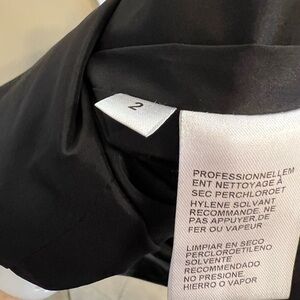 2
PROFESSIONNELLEM
ENT NETTOYAGE À
SEC PERCHLOROET
HYLENE SOLVANT
RECOMMANDE, NE
PAS APPUYER,DE
FER OU VAPEUR
LIMPIAR EN SECO
PERCLOROETILENO
SOLVENTE
RECOMENDADO.
NO PRESIONE,
HIERRO O VAPOR